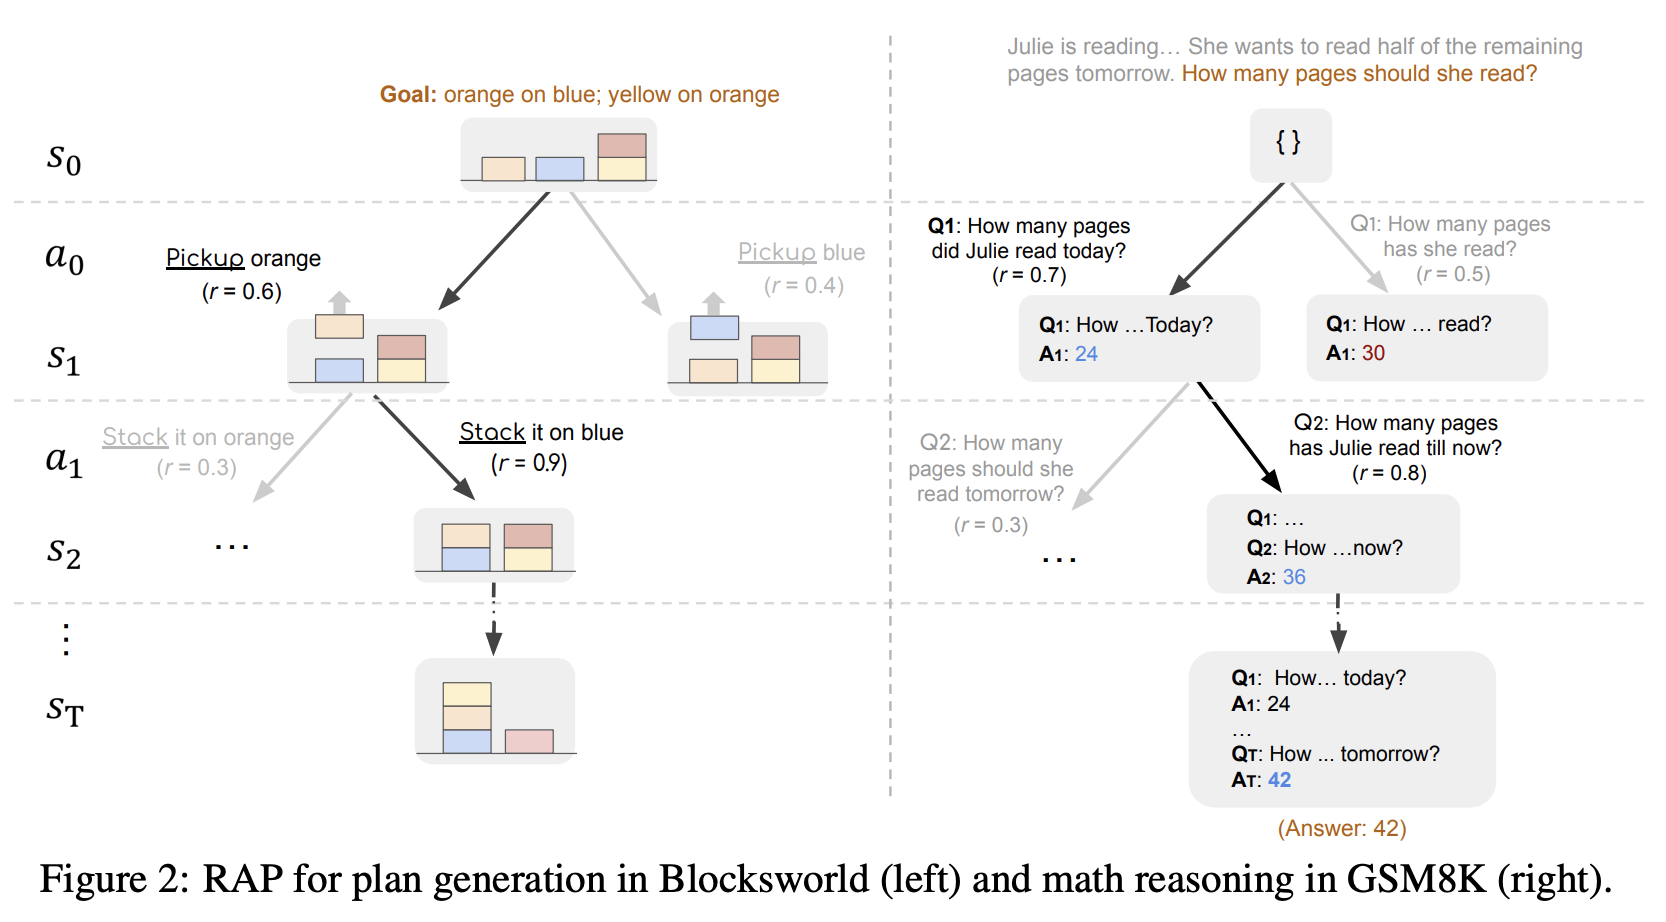 Julie is reading... She wants to read half of the remaining
pages tomorrow. How many pages should she read?
Goal: orange on blue; yellow on orange
s0
{ }
a0
Pickup orange
(r = 0.6)
Pickup blue
(r = 0.4)
s1
Stack it on orange
(r = 0.3)
a1
Stack it on blue
(r = 0.9)
s2
...
⋮
sT
Q1: How many pages
did Julie read today?
(r = 0.7)
Q1: How many pages
has she read?
(r = 0.5)
Q1: How ...Today?
A1: 24
Q1: How ... read?
A1: 30
Q2: How many
pages should she
read tomorrow?
(r = 0.3)
Q2: How many pages
has Julie read till now?
(r = 0.8)
...
Q1: ...
Q2: How ...now?
A2: 36
Q1: How... today?
A1: 24
...
QT: How ... tomorrow?
AT: 42
(Answer: 42)
Figure 2: RAP for plan generation in Blocksworld (left) and math reasoning in GSM8K (right).